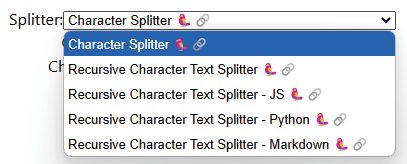 Splitter: Character Splitter 🦜🔗
Character Splitter 🦜🔗
Ch
Recursive Character Text Splitter 🦜🔗
Recursive Character Text Splitter - JS 🦜🔗
Recursive Character Text Splitter - Python 🦜🔗
Recursive Character Text Splitter - Markdown 🦜🔗